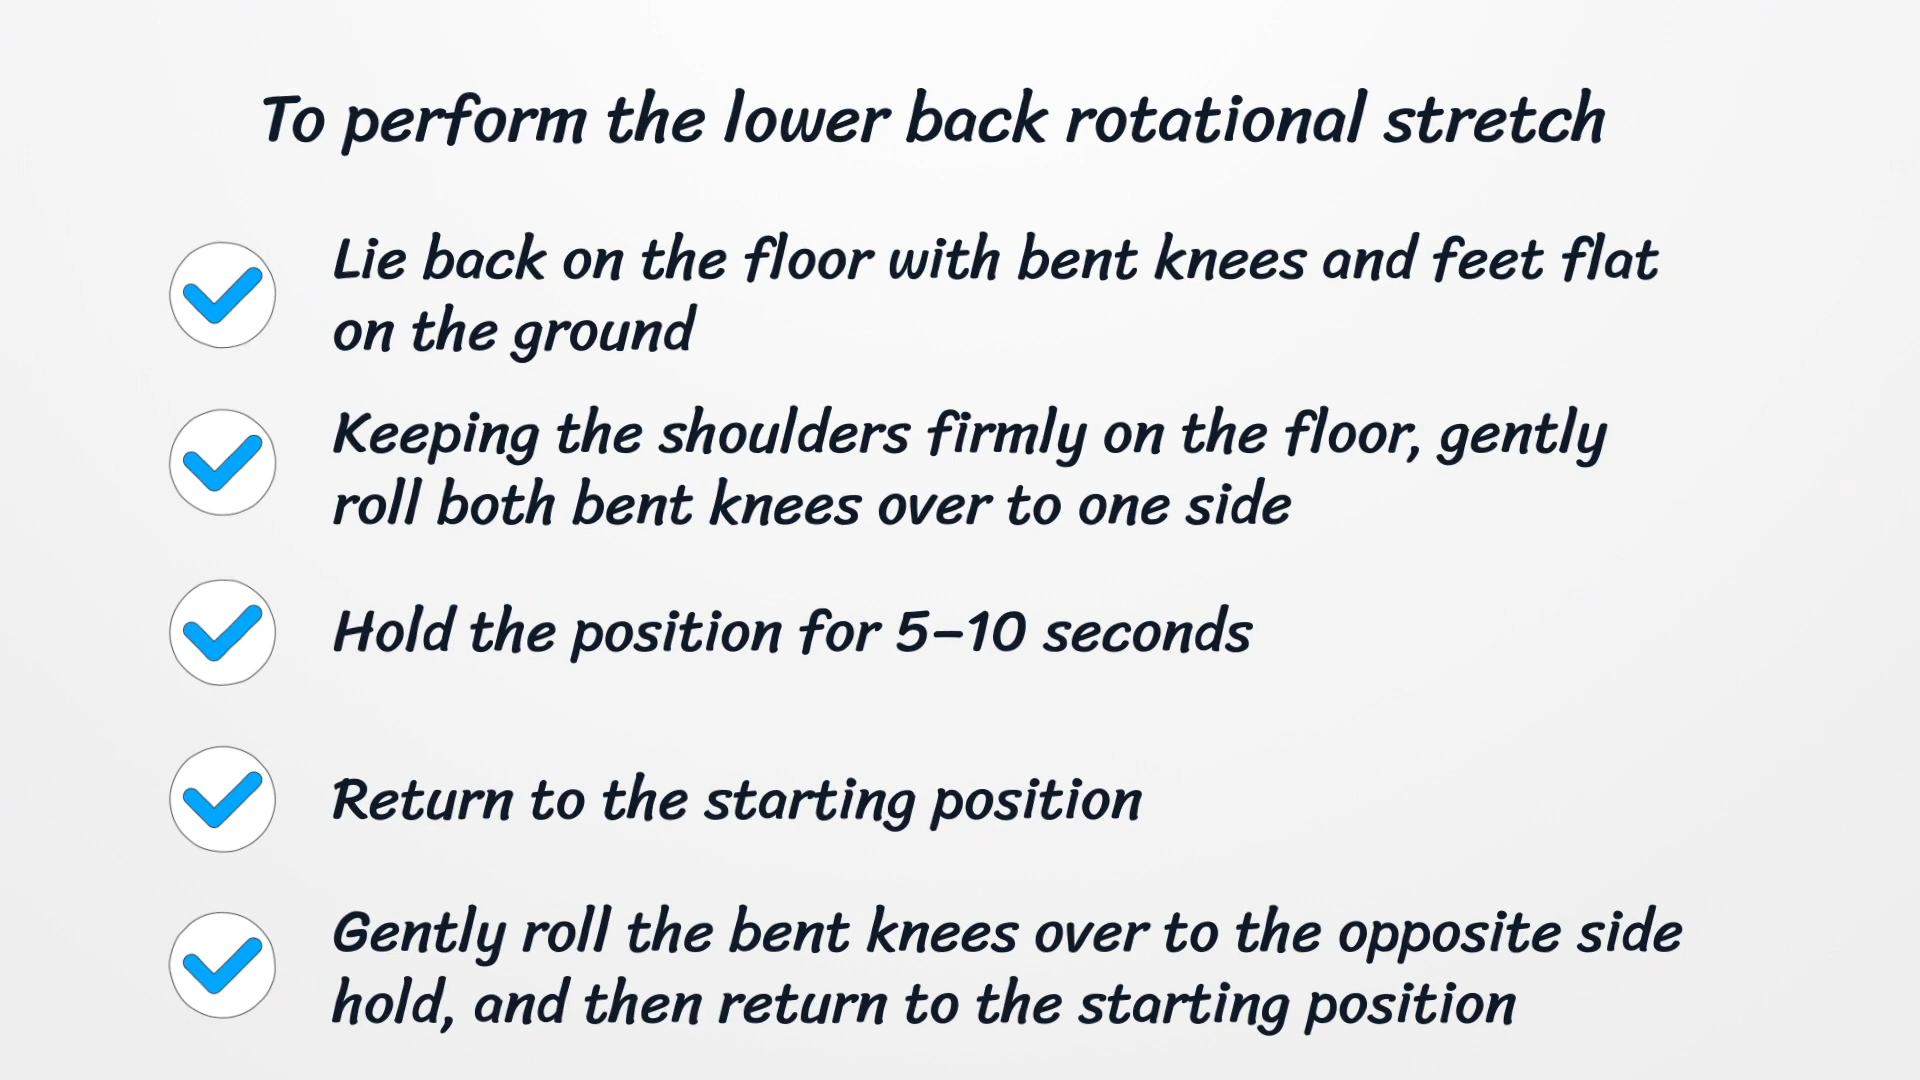 To perform the lower back rotational stretch
Lie back on the floor with bent knees and feet flat
on the ground
Keeping the shoulders firmly on the floor, gently
roll both bent knees over to one side
Hold the position for 5–10 seconds
Return to the starting position
Gently roll the bent knees over to the opposite side
hold, and then return to the starting position